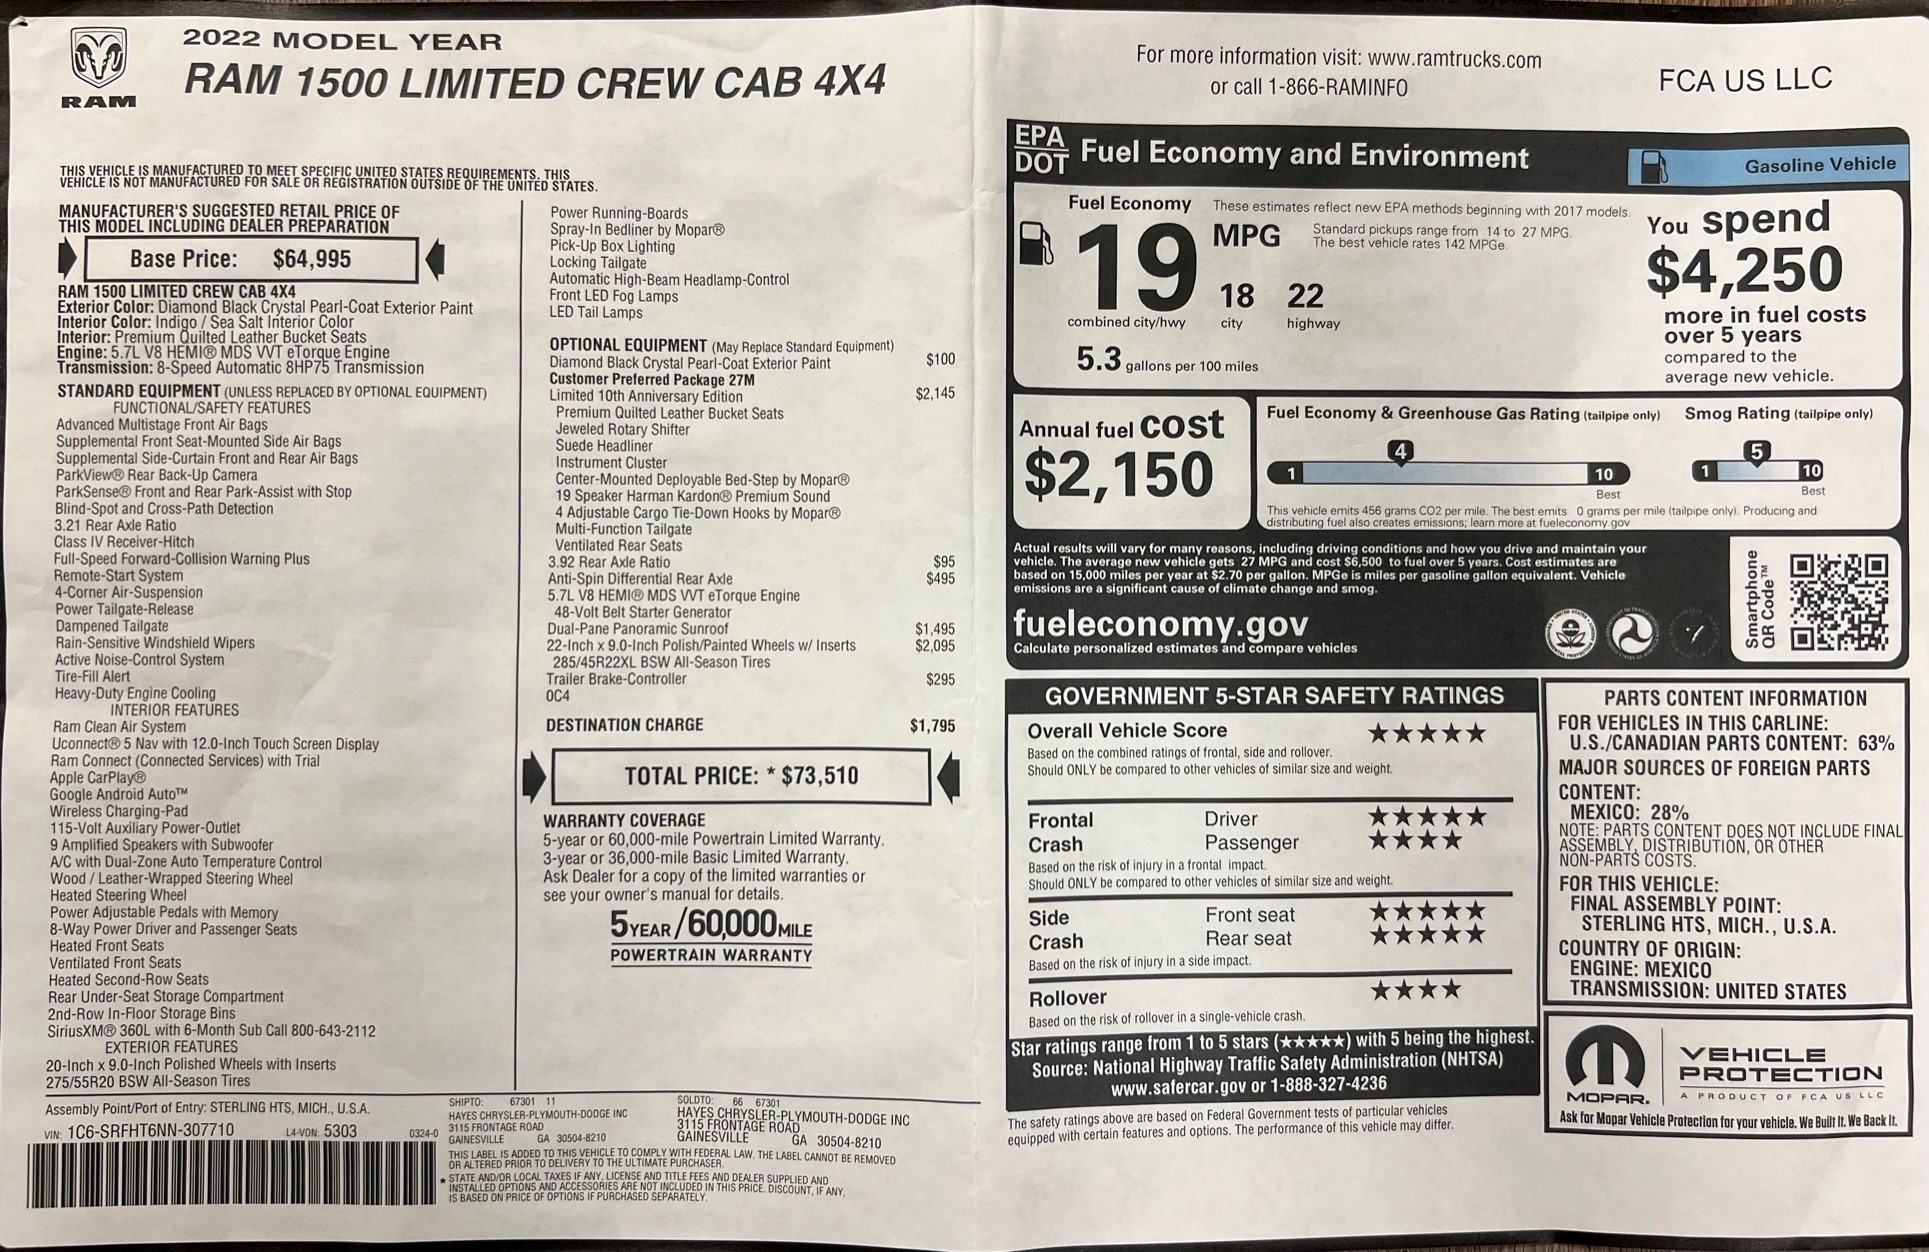 RAM
2022 MODEL YEAR
RAM 1500 LIMITED CREW CAB 4X4
THIS VEHICLE IS MANUFACTURED TO MEET SPECIFIC UNITED STATES REQUIREMENTS. THIS
VEHICLE IS NOT MANUFACTURED FOR SALE OR REGISTRATION OUTSIDE OF THE UNITED STATES.
MANUFACTURER'S SUGGESTED RETAIL PRICE OF
THIS MODEL INCLUDING DEALER PREPARATION
Base Price: $64,995
RAM 1500 LIMITED CREW CAB 4X4
Exterior Color: Diamond Black Crystal Pearl-Coat Exterior Paint
Interior Color: Indigo / Sea Salt Interior Color
Interior: Premium Quilted Leather Bucket Seats
Engine: 5.7L V8 HEMI® MDS VVT eTorque Engine
Transmission: 8-Speed Automatic 8HP75 Transmission
STANDARD EQUIPMENT (UNLESS REPLACED BY OPTIONAL EQUIPMENT)
FUNCTIONAL/SAFETY FEATURES
Advanced Multistage Front Air Bags
Supplemental Front Seat-Mounted Side Air Bags
Supplemental Side-Curtain Front and Rear Air Bags
ParkView® Rear Back-Up Camera
ParkSense® Front and Rear Park-Assist with Stop
Blind-Spot and Cross-Path Detection
3.21 Rear Axle Ratio
Class IV Receiver-Hitch
Full-Speed Forward-Collision Warning Plus
Remote-Start System
4-Corner Air-Suspension
Power Tailgate-Release
Dampened Tailgate
Rain-Sensitive Windshield Wipers
Active Noise-Control System
Tire-Fill Alert
Heavy-Duty Engine Cooling
INTERIOR FEATURES
Ram Clean Air System
Uconnect® 5 Nav with 12.0-Inch Touch Screen Display
Ram Connect (Connected Services) with Trial
Apple CarPlay®
Google Android Auto™
Wireless Charging-Pad
115-Volt Auxiliary Power-Outlet
9 Amplified Speakers with Subwoofer
A/C with Dual-Zone Auto Temperature Control
Wood / Leather-Wrapped Steering Wheel
Heated Steering Wheel
Power Adjustable Pedals with Memory
8-Way Power Driver and Passenger Seats
Heated Front Seats
Ventilated Front Seats
Heated Second-Row Seats
Rear Under-Seat Storage Compartment
2nd-Row In-Floor Storage Bins
SiriusXM® 360L with 6-Month Sub Call 800-643-2112
EXTERIOR FEATURES
20-Inch x 9.0-Inch Polished Wheels with Inserts
275/55R20 BSW All-Season Tires
Power Running-Boards
Spray-In Bedliner by Mopar®
Pick-Up Box Lighting
Locking Tailgate
Automatic High-Beam Headlamp-Control
Front LED Fog Lamps
LED Tail Lamps
OPTIONAL EQUIPMENT (May Replace Standard Equipment)
Diamond Black Crystal Pearl-Coat Exterior Paint $100
Customer Preferred Package 27M
Limited 10th Anniversary Edition $2,145
Premium Quilted Leather Bucket Seats
Jeweled Rotary Shifter
Suede Headliner
Instrument Cluster
Center-Mounted Deployable Bed-Step by Mopar®
19 Speaker Harman Kardon® Premium Sound
4 Adjustable Cargo Tie-Down Hooks by Mopar®
Multi-Function Tailgate
Ventilated Rear Seats
3.92 Rear Axle Ratio $95
Anti-Spin Differential Rear Axle $495
5.7L V8 HEMI® MDS VVT eTorque Engine
48-Volt Belt Starter Generator
Dual-Pane Panoramic Sunroof $1,495
22-Inch x 9.0-Inch Polish/Painted Wheels w/ Inserts $2,095
285/45R22XL BSW All-Season Tires
Trailer Brake-Controller $295
0C4
DESTINATION CHARGE $1,795
TOTAL PRICE: * $73,510
WARRANTY COVERAGE
5-year or 60,000-mile Powertrain Limited Warranty.
3-year or 36,000-mile Basic Limited Warranty.
Ask Dealer for a copy of the limited warranties or
see your owner's manual for details.
5YEAR/60,000MILE
POWERTRAIN WARRANTY
Assembly Point/Port of Entry: STERLING HTS, MICH., U.S.A.
VIN: 1C6-SRFHT6NN-307710 L4-VON: 5303 0324-0
SHIPTO: 67301 11
HAYES CHRYSLER-PLYMOUTH-DODGE INC
3115 FRONTAGE ROAD
GAINESVILLE GA 30504-8210
SOLDTO: 66 67301
HAYES CHRYSLER-PLYMOUTH-DODGE INC
3115 FRONTAGE ROAD
GAINESVILLE GA 30504-8210
THIS LABEL IS ADDED TO THIS VEHICLE TO COMPLY WITH FEDERAL LAW. THE LABEL CANNOT BE REMOVED
OR ALTERED PRIOR TO DELIVERY TO THE ULTIMATE PURCHASER.
* STATE AND/OR LOCAL TAXES IF ANY, LICENSE AND TITLE FEES AND DEALER SUPPLIED AND
INSTALLED OPTIONS AND ACCESSORIES ARE NOT INCLUDED IN THIS PRICE. DISCOUNT, IF ANY,
IS BASED ON PRICE OF OPTIONS IF PURCHASED SEPARATELY.
For more information visit: www.ramtrucks.com
or call 1-866-RAMINFO
FCA US LLC
EPA
DOT
Fuel Economy and Environment
Gasoline Vehicle
Fuel Economy
These estimates reflect new EPA methods beginning with 2017 models.
19 MPG
Standard pickups range from 14 to 27 MPG.
The best vehicle rates 142 MPGe.
18 22
combined city/hwy city highway
5.3 gallons per 100 miles
You spend
$4,250
more in fuel costs
over 5 years
compared to the
average new vehicle.
Annual fuel cost
$2,150
Fuel Economy & Greenhouse Gas Rating (tailpipe only)
4
1 10
Best
Smog Rating (tailpipe only)
5
1 10
Best
This vehicle emits 456 grams CO2 per mile. The best emits 0 grams per mile (tailpipe only). Producing and
distributing fuel also creates emissions; learn more at fueleconomy.gov
Actual results will vary for many reasons, including driving conditions and how you drive and maintain your
vehicle. The average new vehicle gets 27 MPG and cost $6,500 to fuel over 5 years. Cost estimates are
based on 15,000 miles per year at $2.70 per gallon. MPGe is miles per gasoline gallon equivalent. Vehicle
emissions are a significant cause of climate change and smog.
fueleconomy.gov
Calculate personalized estimates and compare vehicles
Smartphone
QR Code™
GOVERNMENT 5-STAR SAFETY RATINGS
Overall Vehicle Score ★★★★★
Based on the combined ratings of frontal, side and rollover.
Should ONLY be compared to other vehicles of similar size and weight.
Frontal Driver ★★★★★
Crash Passenger ★★★★
Based on the risk of injury in a frontal impact.
Should ONLY be compared to other vehicles of similar size and weight.
Side Front seat ★★★★★
Crash Rear seat ★★★★★
Based on the risk of injury in a side impact.
Rollover ★★★★
Based on the risk of rollover in a single-vehicle crash.
Star ratings range from 1 to 5 stars (★★★★★) with 5 being the highest.
Source: National Highway Traffic Safety Administration (NHTSA)
www.safercar.gov or 1-888-327-4236
The safety ratings above are based on Federal Government tests of particular vehicles
equipped with certain features and options. The performance of this vehicle may differ.
PARTS CONTENT INFORMATION
FOR VEHICLES IN THIS CARLINE:
U.S./CANADIAN PARTS CONTENT: 63%
MAJOR SOURCES OF FOREIGN PARTS
CONTENT:
MEXICO: 28%
NOTE: PARTS CONTENT DOES NOT INCLUDE FINAL
ASSEMBLY, DISTRIBUTION, OR OTHER
NON-PARTS COSTS.
FOR THIS VEHICLE:
FINAL ASSEMBLY POINT:
STERLING HTS, MICH., U.S.A.
COUNTRY OF ORIGIN:
ENGINE: MEXICO
TRANSMISSION: UNITED STATES
MOPAR.
VEHICLE
PROTECTION
A PRODUCT OF FCA US LLC
Ask for Mopar Vehicle Protection for your vehicle. We Built It. We Back It.